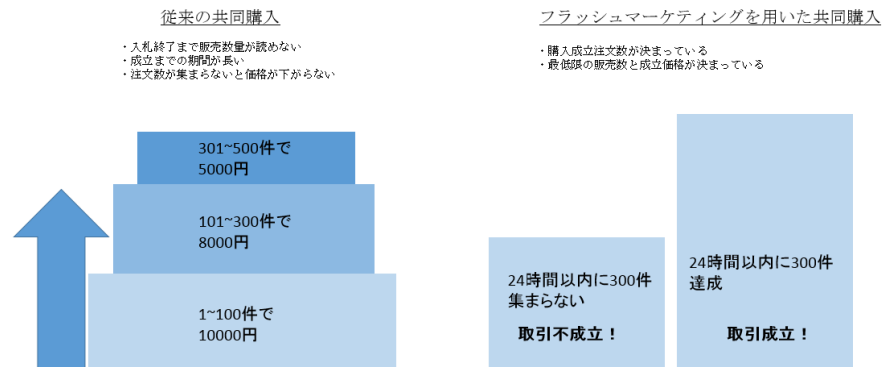 従来の共同購入
・入札終了まで販売数量が読めない
・成立までの期間が長い
・注文数が集まらないと価格が下がらない
301~500件で
5000円
101~300件で
8000円
1~100件で
10000円
フラッシュマーケティングを用いた共同購入
・購入成立注文数が決まっている
・最低限の販売数と成立価格が決まっている
24時間以内に300件
集まらない
取引不成立！
24時間以内に300件
達成
取引成立！